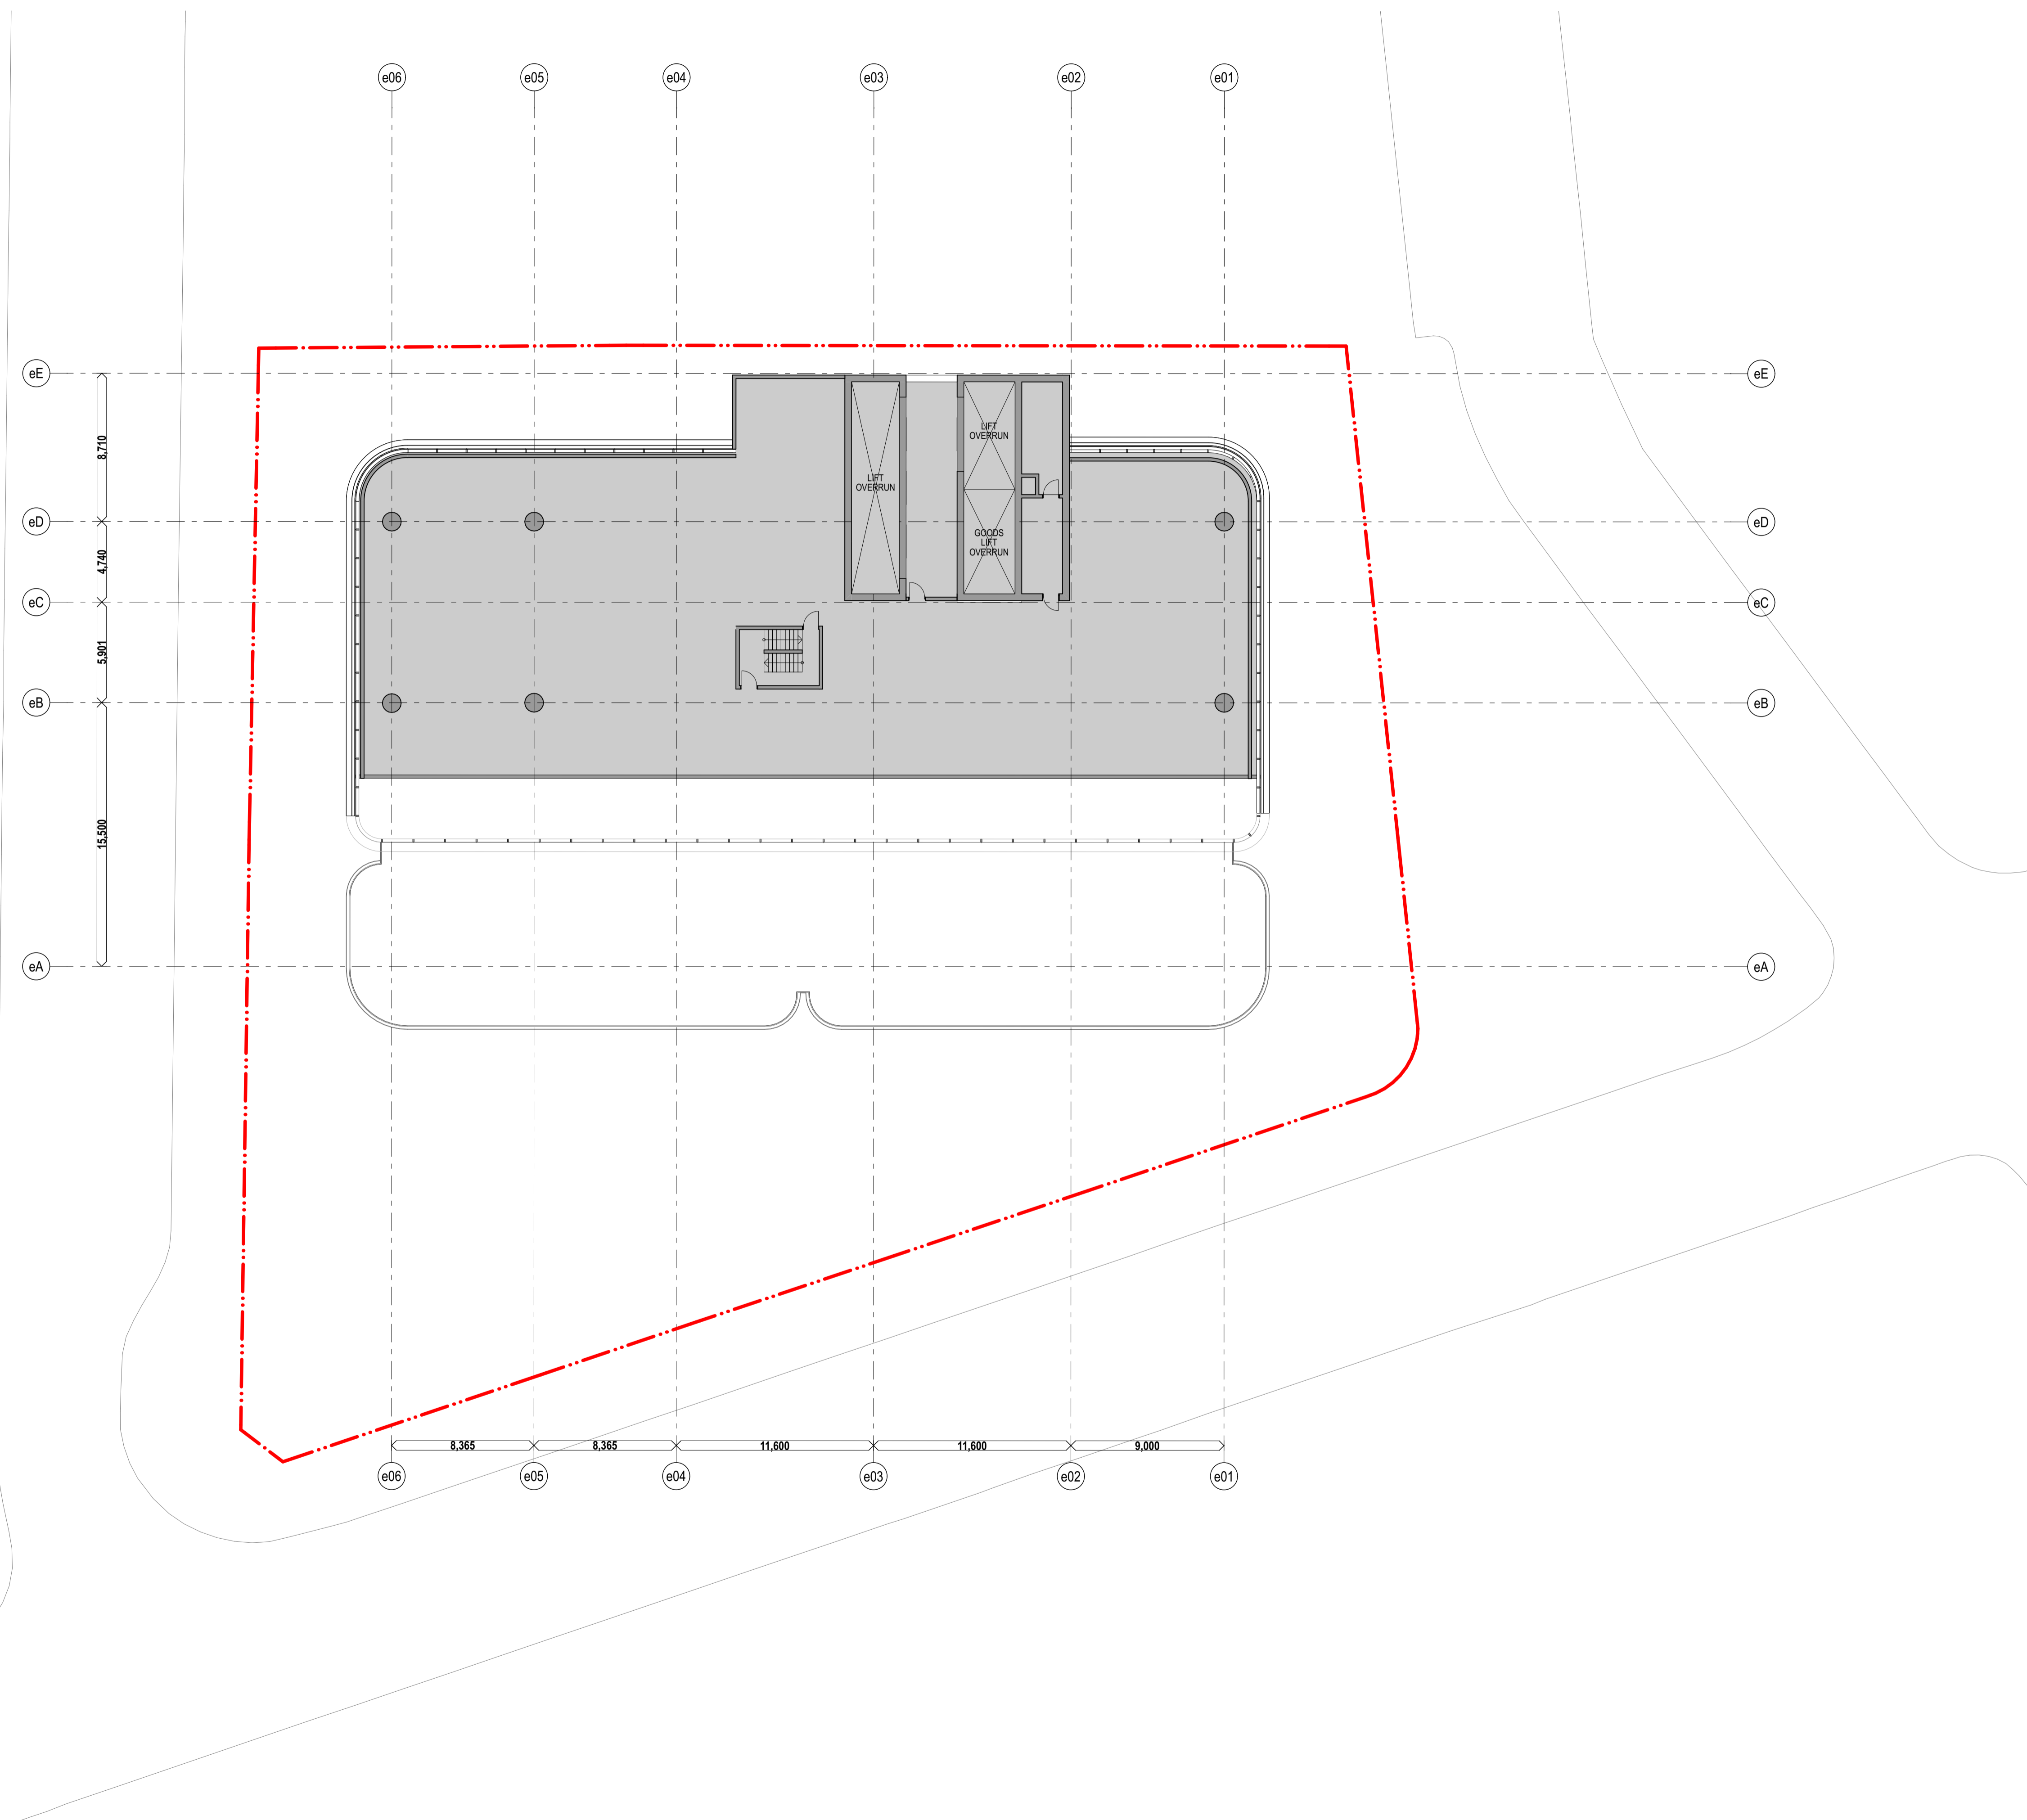 e06 e05 e04 e03 e02 e01
eE eE
8,710
LIFT
OVERRUN
LIFT
OVERRUN
eD eD
GOODS
LIFT
OVERRUN
4,740
eC eC
5,901
eB eB
15,500
eA eA
8,365 8,365 11,600 11,600 9,000
e06 e05 e04 e03 e02 e01